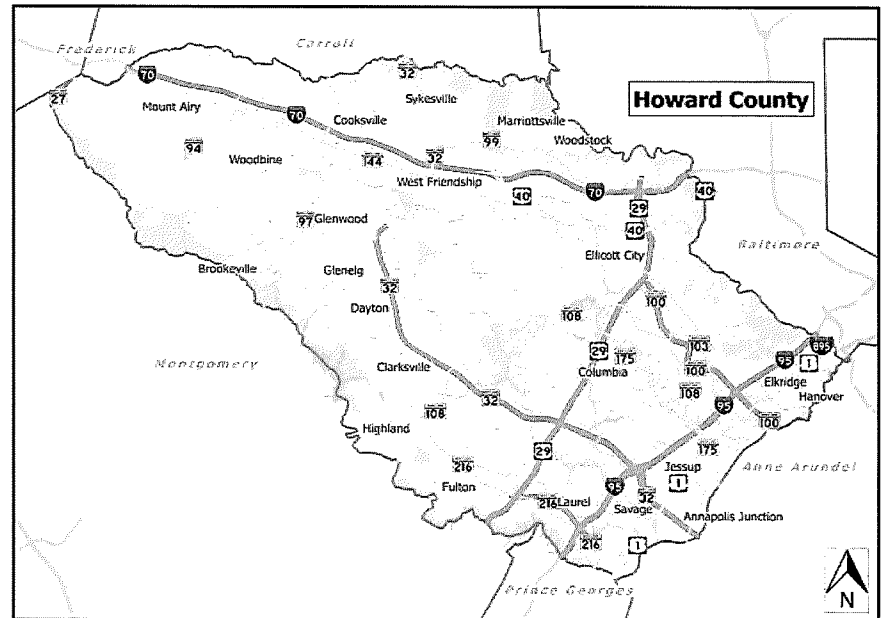 Frederick
Carroll
70
32
27
Sykesville
Howard County
Mount Airy
70
Cooksville
Marriottsville
99
Woodstock
94
Woodbine
144
32
West Friendship
40
70
40
29
97
Glenwood
40
Baltimore
Ellicott City
Brookeville
Glenelg
32
100
Dayton
108
Montgomery
29
175
103
95
895
1
Clarksville
Columbia
100
Elkridge
108
Hanover
32
95
108
100
Highland
29
175
Anne Arundel
216
Jessup
Fulton
95
1
216
Laurel
32
Savage
Annapolis Junction
216
1
Prince Georges
N